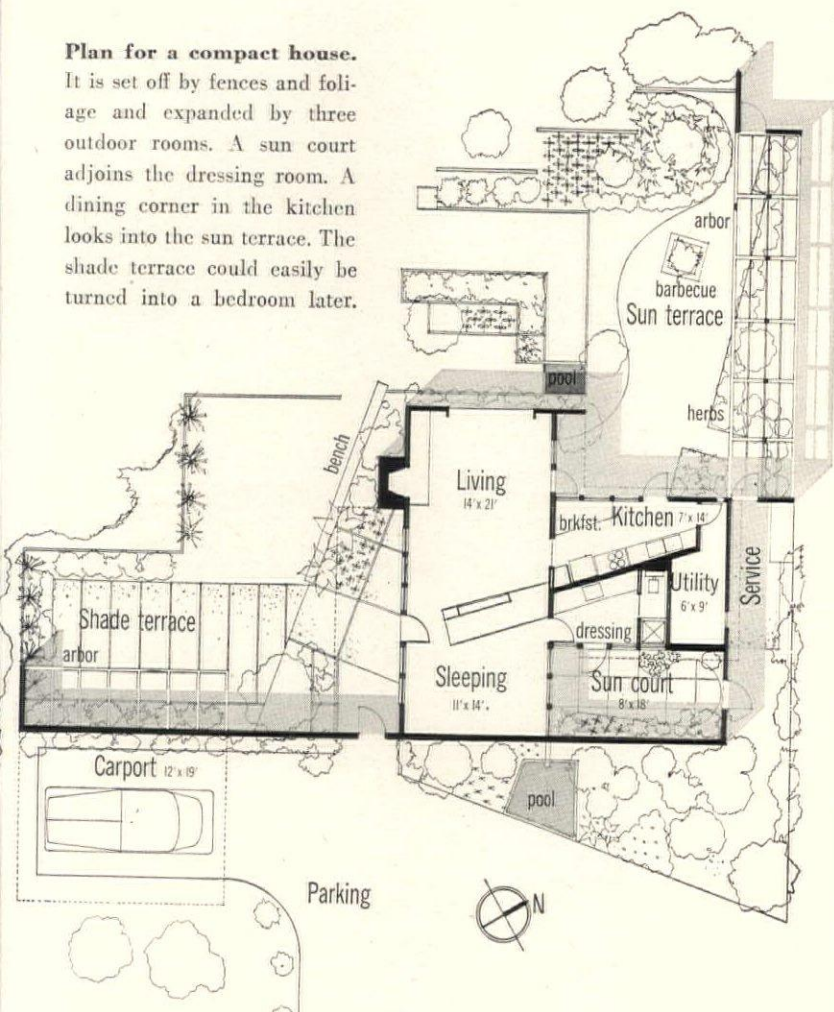 Plan for a compact house.
It is set off by fences and foli-
age and expanded by three
outdoor rooms. A sun court
adjoins the dressing room. A
dining corner in the kitchen
looks into the sun terrace. The
shade terrace could easily be
turned into a bedroom later.
arbor
barbecue
Sun terrace
pool
herbs
bench
Living
14' x 21'
brkfst. Kitchen 7' x 14'
Utility
6' x 9'
Service
Shade terrace
dressing
arbor
Sleeping
11' x 14'.
Sun court
8' x 18'
Carport 12' x 19'
pool
Parking
N